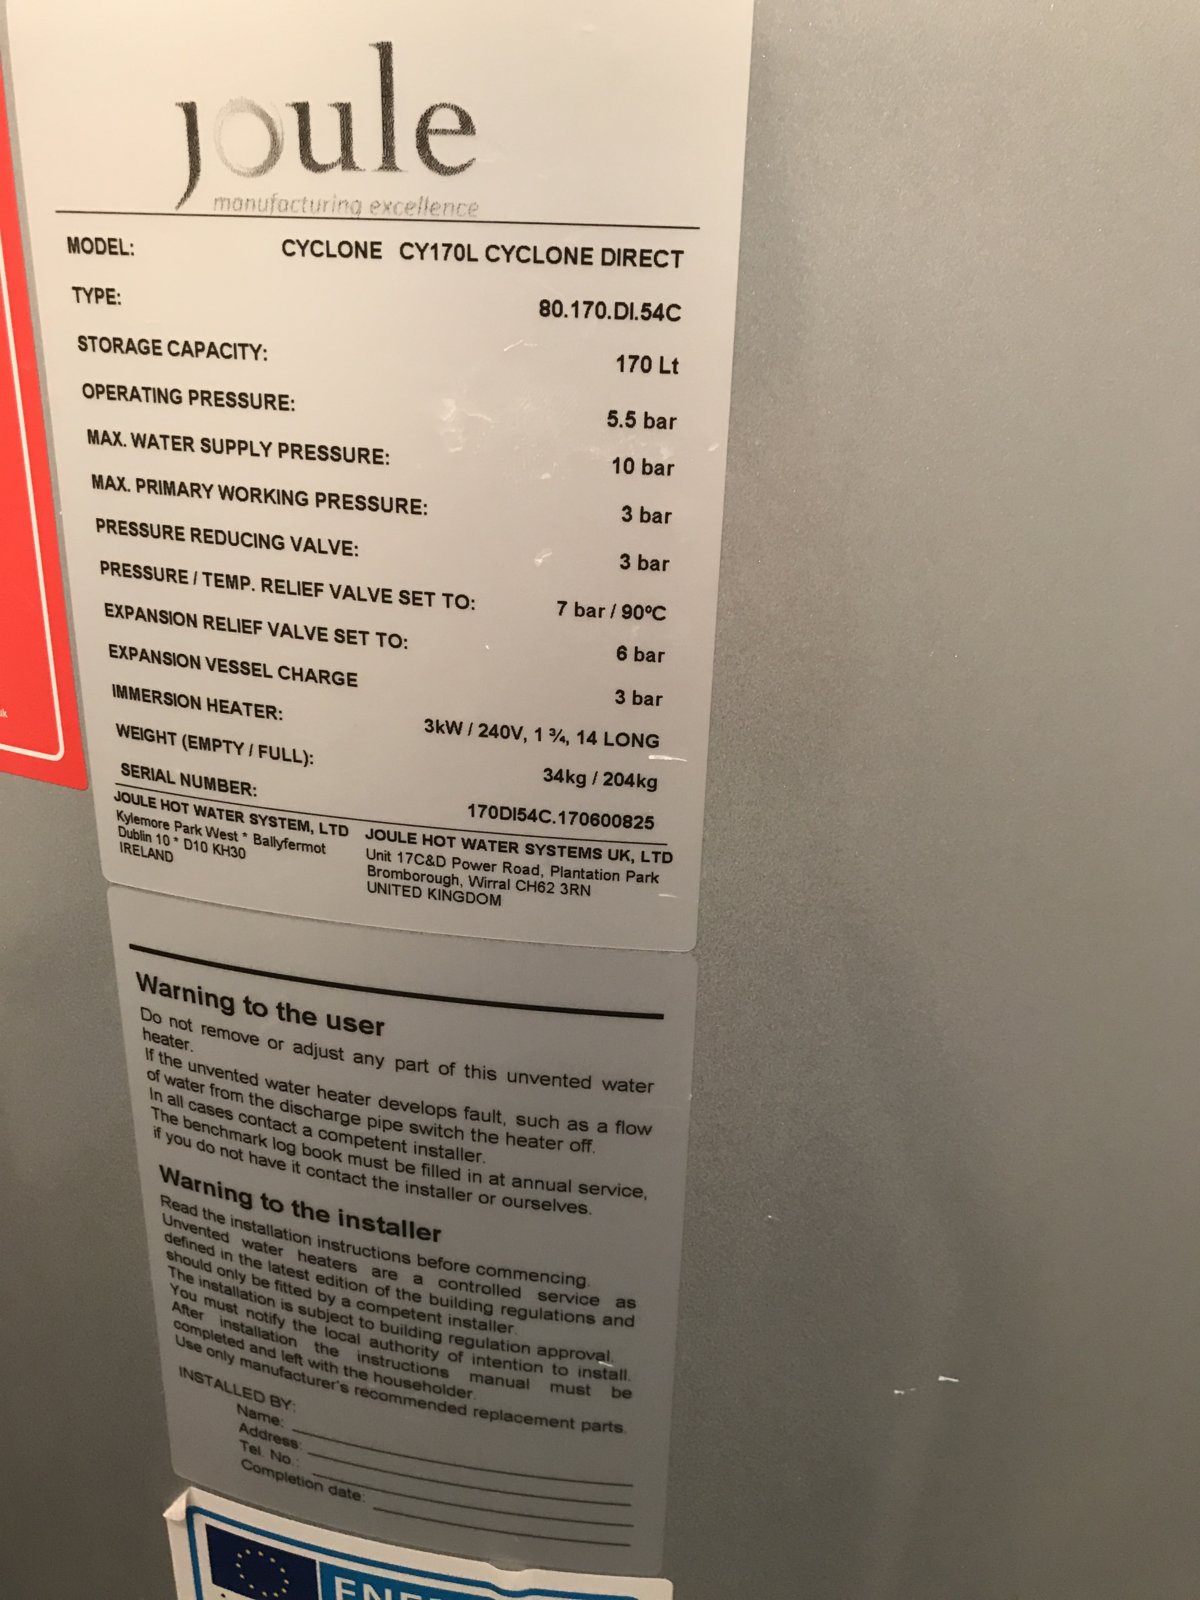 joule
manufacturing excellence
MODEL: CYCLONE CY170L CYCLONE DIRECT
TYPE: 80.170.DI.54C
STORAGE CAPACITY: 170 Lt
OPERATING PRESSURE: 5.5 bar
MAX. WATER SUPPLY PRESSURE: 10 bar
MAX. PRIMARY WORKING PRESSURE: 3 bar
PRESSURE REDUCING VALVE: 3 bar
PRESSURE / TEMP. RELIEF VALVE SET TO: 7 bar / 90ºC
EXPANSION RELIEF VALVE SET TO: 6 bar
EXPANSION VESSEL CHARGE 3 bar
IMMERSION HEATER: 3kW / 240V, 1 ¾, 14 LONG
WEIGHT (EMPTY / FULL): 34kg / 204kg
SERIAL NUMBER: 170DI54C.170600825
JOULE HOT WATER SYSTEM, LTD
Kylemore Park West * Ballyfermot
Dublin 10 * D10 KH30
IRELAND
JOULE HOT WATER SYSTEMS UK, LTD
Unit 17C&D Power Road, Plantation Park
Bromborough, Wirral CH62 3RN
UNITED KINGDOM
Warning to the user
Do not remove or adjust any part of this unvented water
heater.
If the unvented water heater develops fault, such as a flow
of water from the discharge pipe switch the heater off.
In all cases contact a competent installer.
The benchmark log book must be filled in at annual service,
if you do not have it contact the installer or ourselves.
Warning to the installer
Read the installation instructions before commencing.
Unvented water heaters are a controlled service as
defined in the latest edition of the building regulations and
should only be fitted by a competent installer.
The installation is subject to building regulation approval.
You must notify the local authority of intention to install.
After installation the instructions manual must be
completed and left with the householder.
Use only manufacturer's recommended replacement parts.
INSTALLED BY:
Name:
Address:
Tel. No.:
Completion date: